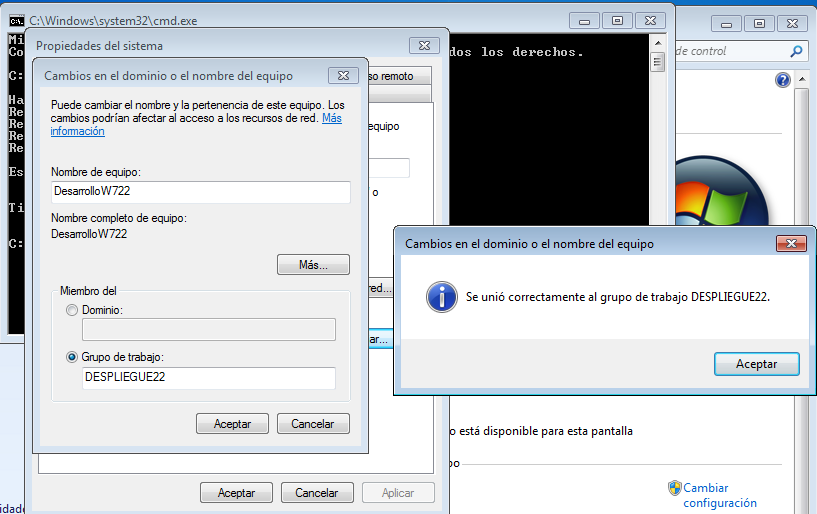 C:\Windows\system32\cmd.exe
Mi
Co
dos los derechos.
C:
Ha
Re
Re
Re
Re
Es
Ti
C:
Propiedades del sistema
so remoto
equipo
o
red...
ar...
Aceptar
Cancelar
Aplicar
Cambios en el dominio o el nombre del equipo
Puede cambiar el nombre y la pertenencia de este equipo. Los
cambios podrían afectar al acceso a los recursos de red. Más
información
Nombre de equipo:
DesarrolloW722
Nombre completo de equipo:
DesarrolloW722
Más...
Miembro del
Dominio:
Grupo de trabajo:
DESPLIEGUE22
Aceptar
Cancelar
Cambios en el dominio o el nombre del equipo
Se unió correctamente al grupo de trabajo DESPLIEGUE22.
Aceptar
de control
o está disponible para esta pantalla
po
Cambiar
configuración
idade